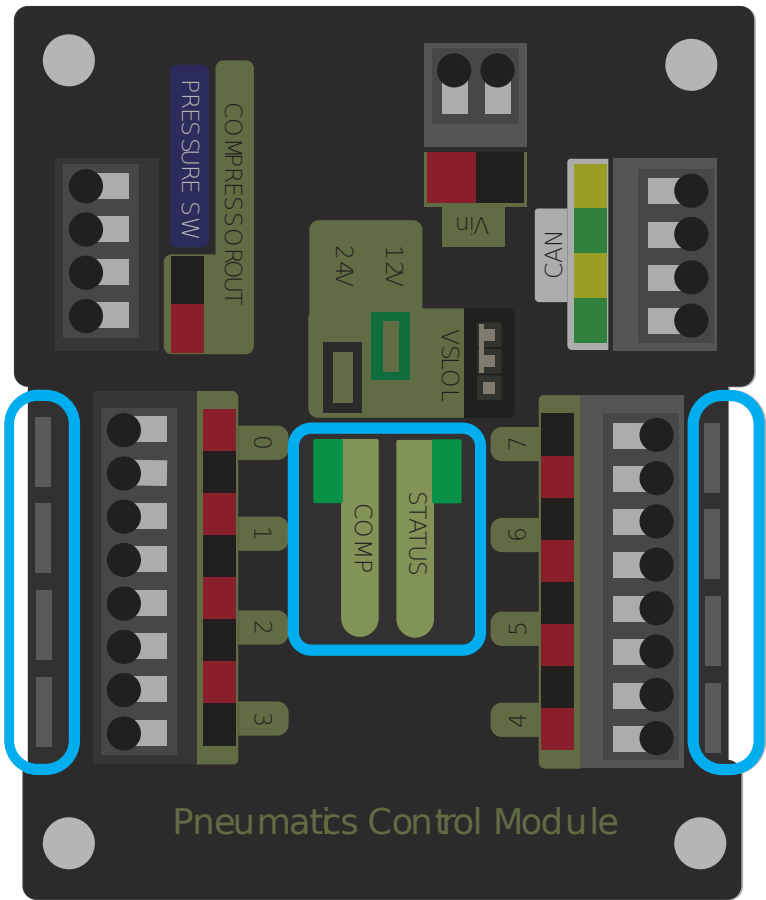 PRESSURE SW
COMPRESSOR OUT
Vin
CAN
24V
12V
VSLOL
0
1
2
3
COMP
STATUS
7
6
5
4
Pneumatics Control Module